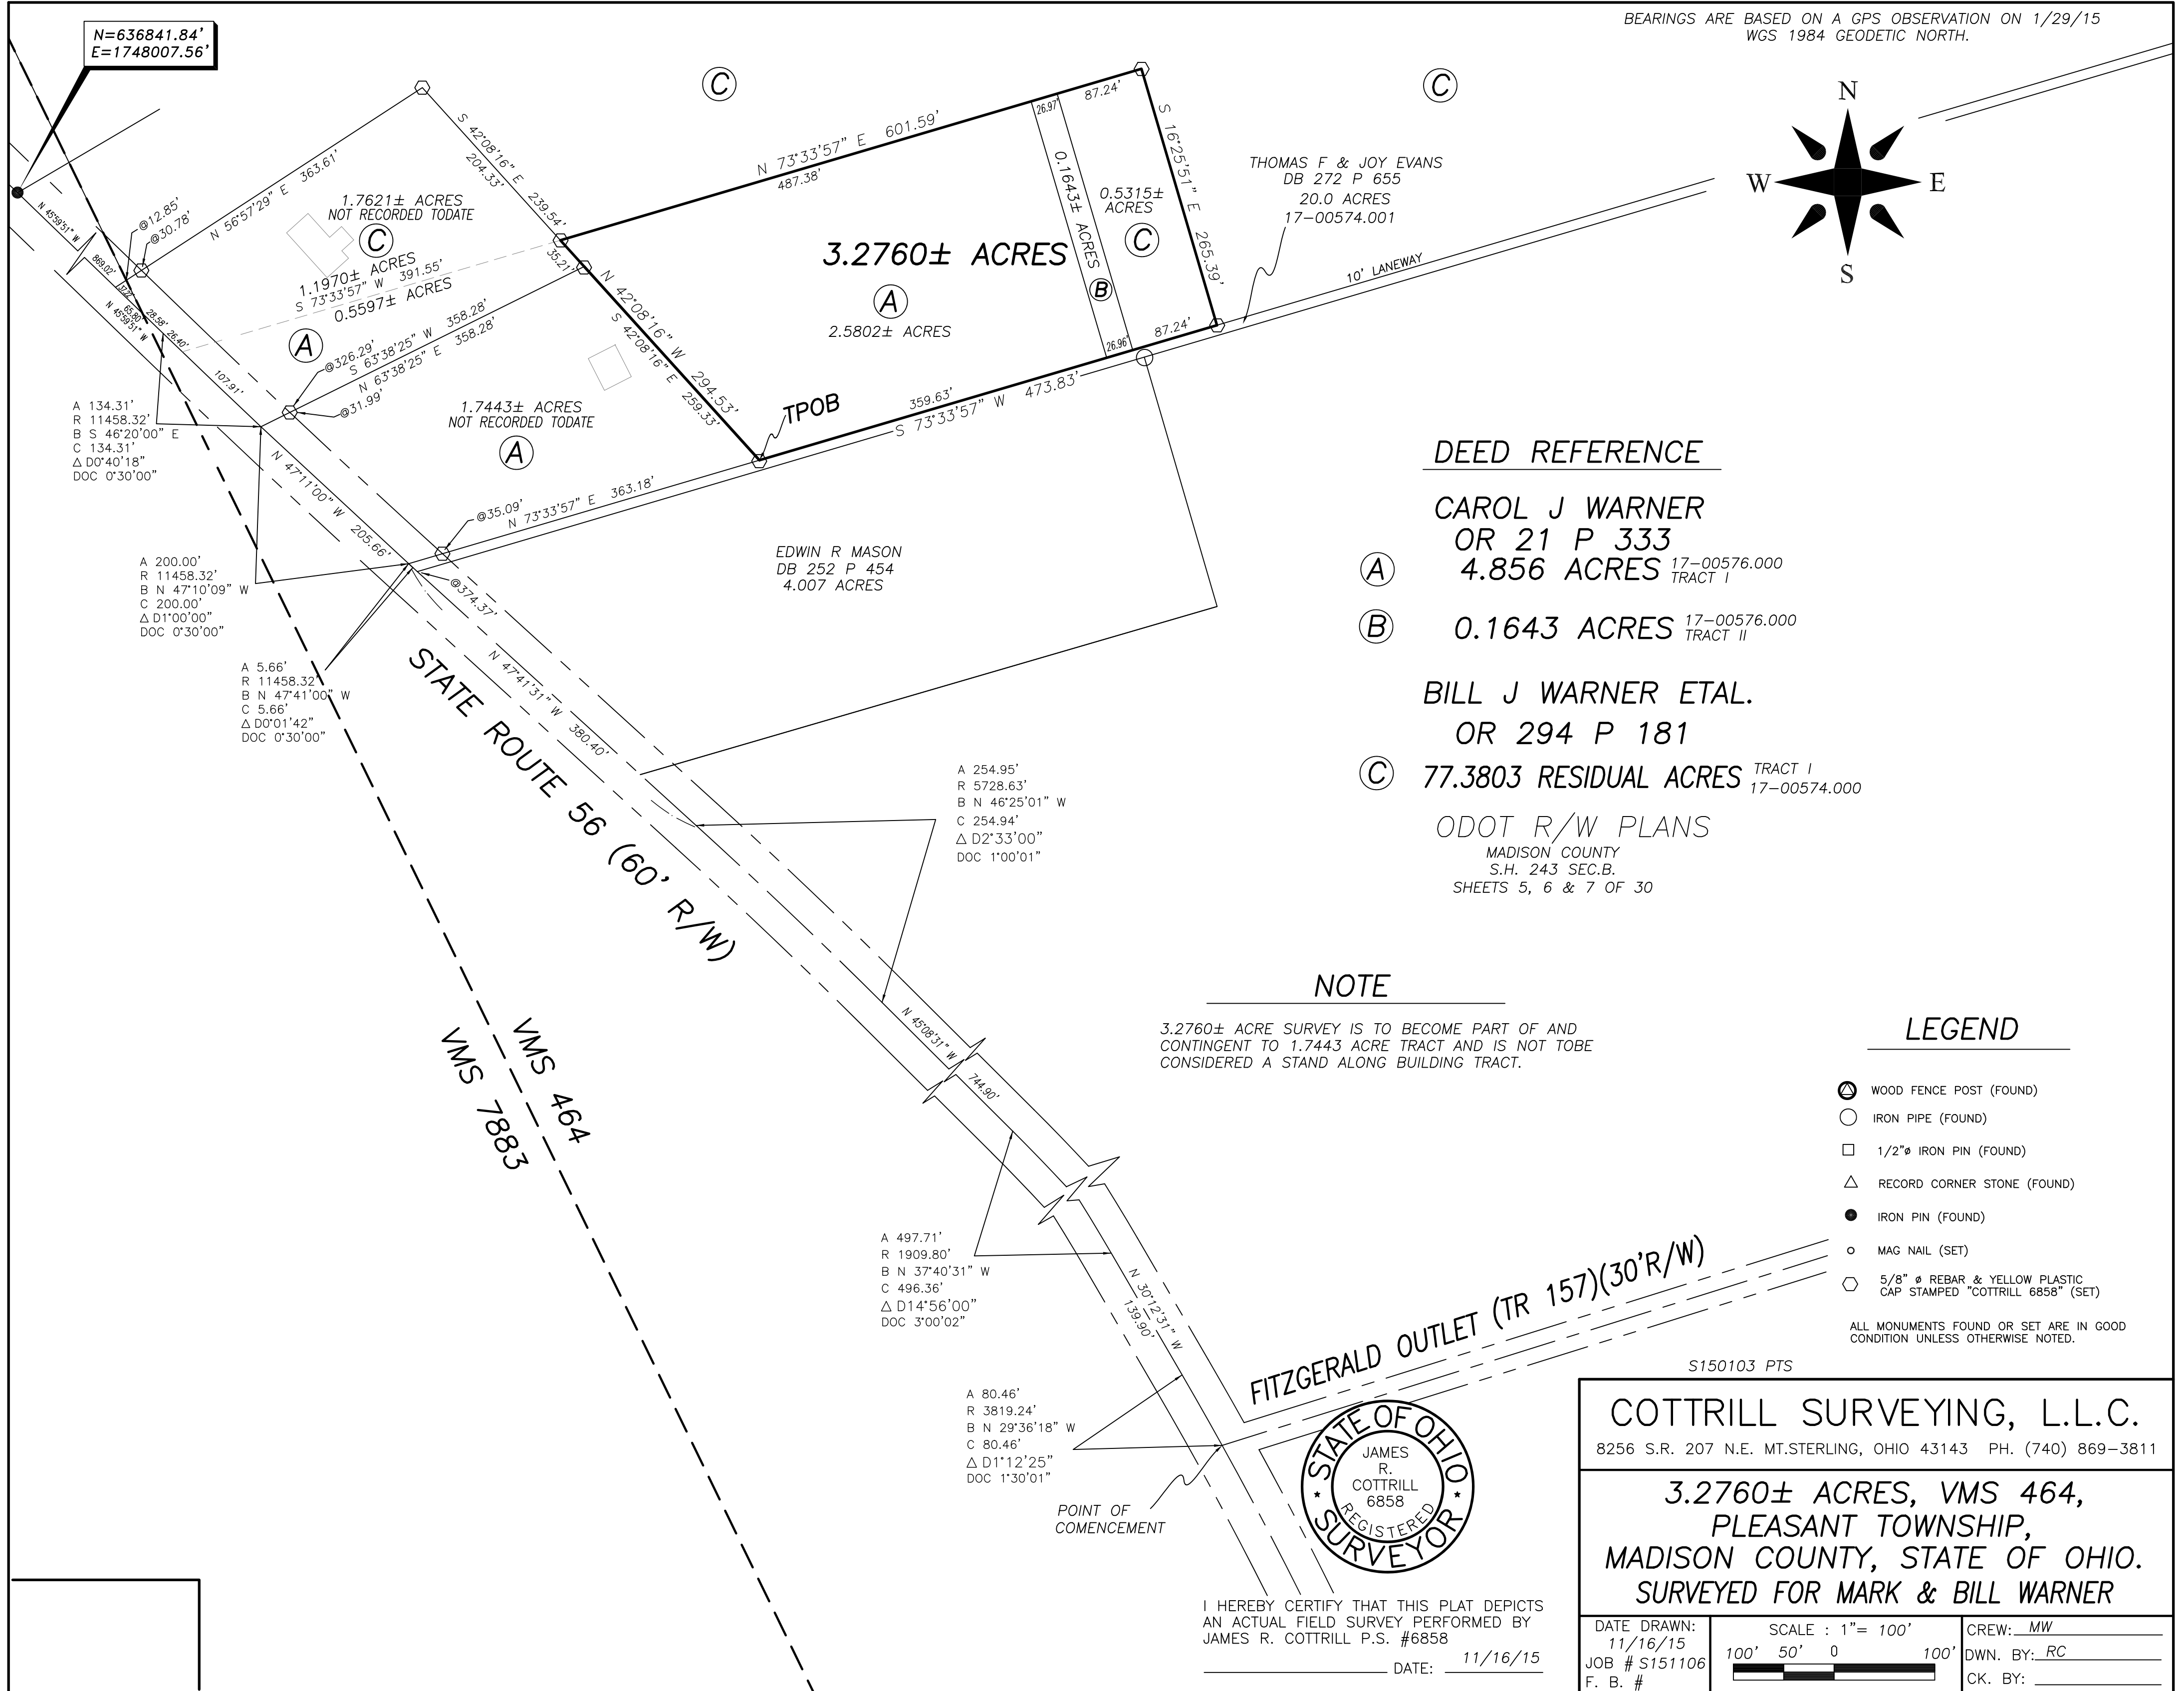 N=636841.84'
E=1748007.56'
BEARINGS ARE BASED ON A GPS OBSERVATION ON 1/29/15
WGS 1984 GEODETIC NORTH.
N
W
E
S
C
C
S 42°08'16" E 239.54'
204.33'
35.21'
N 56°57'29" E 363.61'
@12.85'
@30.78'
N 45°59'51" W
869.02'
37.22'
65.80'
N 45°59'51" W
28.58'
26.40'
107.91'
1.7621± ACRES
NOT RECORDED TODATE
C
1.1970± ACRES
S 73°33'57" W 391.55'
0.5597± ACRES
A
@326.29'
S 63°38'25" W 358.28'
N 63°38'25" E 358.28'
@31.99'
N 73°33'57" E 601.59'
487.38'
26.97'
87.24'
S 16°25'51" E 265.39'
0.1643± ACRES
B
0.5315±
ACRES
C
3.2760± ACRES
A
2.5802± ACRES
N 42°08'16" W 294.53'
S 42°08'16" E 259.33'
TPOB
359.63'
26.96'
87.24'
S 73°33'57" W 473.83'
THOMAS F & JOY EVANS
DB 272 P 655
20.0 ACRES
17-00574.001
10' LANEWAY
1.7443± ACRES
NOT RECORDED TODATE
A
@35.09'
N 73°33'57" E 363.18'
@374.37'
EDWIN R MASON
DB 252 P 454
4.007 ACRES
A 134.31'
R 11458.32'
B S 46°20'00" E
C 134.31'
△ D0°40'18"
DOC 0°30'00"
N 47°11'00" W 205.66'
A 200.00'
R 11458.32'
B N 47°10'09" W
C 200.00'
△ D1°00'00"
DOC 0°30'00"
A 5.66'
R 11458.32'
B N 47°41'00" W
C 5.66'
△ D0°01'42"
DOC 0°30'00"
N 47°41'31" W 380.40'
STATE ROUTE 56 (60' R/W)
A 254.95'
R 5728.63'
B N 46°25'01" W
C 254.94'
△ D2°33'00"
DOC 1°00'01"
N 45°08'31" W
744.90'
VMS 464
VMS 7883
A 497.71'
R 1909.80'
B N 37°40'31" W
C 496.36'
△ D14°56'00"
DOC 3°00'02"
N 30°12'31" W
139.90'
A 80.46'
R 3819.24'
B N 29°36'18" W
C 80.46'
△ D1°12'25"
DOC 1°30'01"
POINT OF
COMENCEMENT
FITZGERALD OUTLET (TR 157)(30'R/W)
DEED REFERENCE
CAROL J WARNER
OR 21 P 333
A 4.856 ACRES 17-00576.000
TRACT I
B 0.1643 ACRES 17-00576.000
TRACT II
BILL J WARNER ETAL.
OR 294 P 181
C 77.3803 RESIDUAL ACRES TRACT I
17-00574.000
ODOT R/W PLANS
MADISON COUNTY
S.H. 243 SEC.B.
SHEETS 5, 6 & 7 OF 30
NOTE
3.2760± ACRE SURVEY IS TO BECOME PART OF AND
CONTINGENT TO 1.7443 ACRE TRACT AND IS NOT TOBE
CONSIDERED A STAND ALONG BUILDING TRACT.
LEGEND
WOOD FENCE POST (FOUND)
IRON PIPE (FOUND)
1/2"ø IRON PIN (FOUND)
RECORD CORNER STONE (FOUND)
IRON PIN (FOUND)
MAG NAIL (SET)
5/8" ø REBAR & YELLOW PLASTIC
CAP STAMPED "COTTRILL 6858" (SET)
ALL MONUMENTS FOUND OR SET ARE IN GOOD
CONDITION UNLESS OTHERWISE NOTED.
S150103 PTS
STATE OF OHIO
JAMES
R.
COTTRILL
6858
REGISTERED
SURVEYOR
I HEREBY CERTIFY THAT THIS PLAT DEPICTS
AN ACTUAL FIELD SURVEY PERFORMED BY
JAMES R. COTTRILL P.S. #6858
DATE: 11/16/15
COTTRILL SURVEYING, L.L.C.
8256 S.R. 207 N.E. MT.STERLING, OHIO 43143 PH. (740) 869-3811
3.2760± ACRES, VMS 464,
PLEASANT TOWNSHIP,
MADISON COUNTY, STATE OF OHIO.
SURVEYED FOR MARK & BILL WARNER
DATE DRAWN:
11/16/15
JOB # S151106
F. B. #
SCALE : 1"= 100'
100' 50' 0 100'
CREW: MW
DWN. BY: RC
CK. BY: